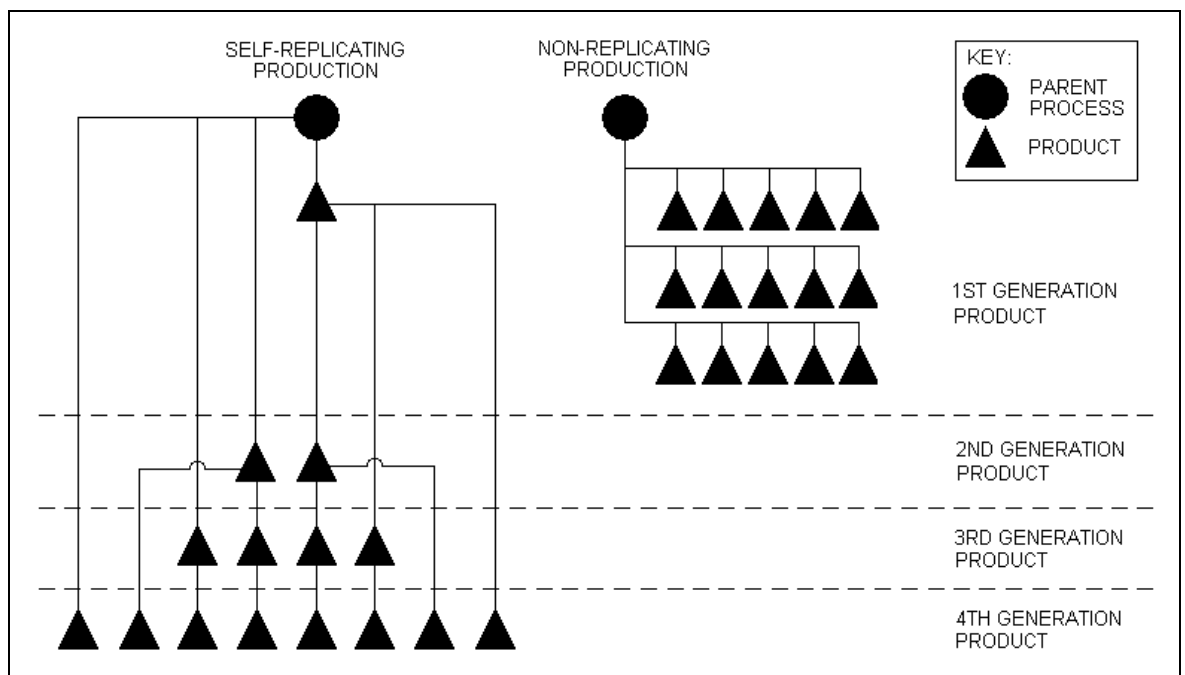 SELF-REPLICATING
PRODUCTION
NON-REPLICATING
PRODUCTION
KEY:
PARENT
PROCESS
PRODUCT
1ST GENERATION
PRODUCT
2ND GENERATION
PRODUCT
3RD GENERATION
PRODUCT
4TH GENERATION
PRODUCT